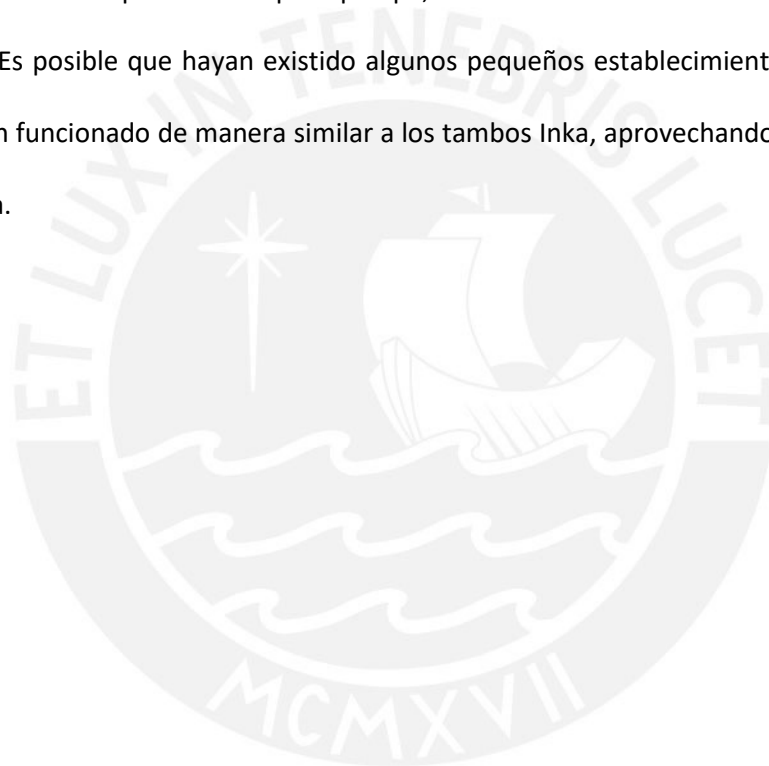 Es posible que hayan existido algunos pequeños establecimient
n funcionado de manera similar a los tambos Inka, aprovechando
.
ET LUX IN TENEBRIS LUCET
MCMXVII